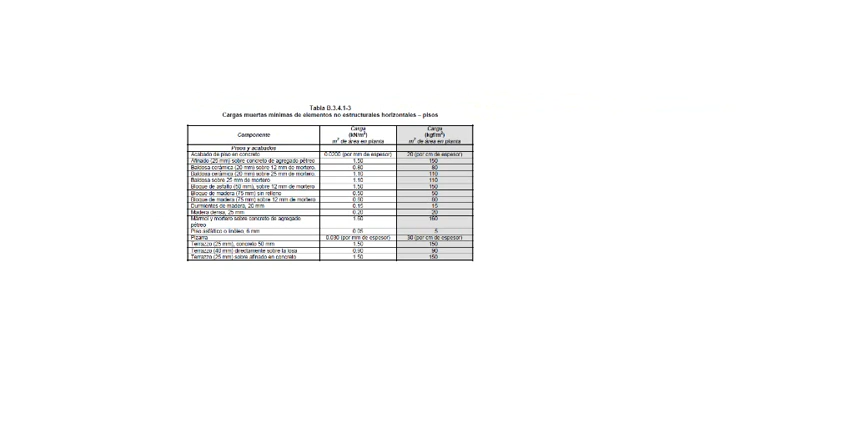 Tabla B.3.4.1-3
Cargas muertas mínimas de elementos no estructurales horizontales – pisos
Componente Carga (kN/m²) m² de área en planta Carga (kgf/m²) m² de área en planta
Pisos y acabados
Acabado de piso en concreto 0.0200 (por mm de espesor) 20 (por cm de espesor)
Afinado (25 mm) sobre concreto de agregado pétreo 1.50 150
Baldosa cerámica (20 mm) sobre 12 mm de mortero. 0.80 80
Baldosa cerámica (20 mm) sobre 25 mm de mortero. 1.10 110
Baldosa sobre 25 mm de mortero 1.10 110
Bloque de asfalto (50 mm), sobre 12 mm de mortero 1.50 150
Bloque de madera (75 mm) sin relleno 0.50 50
Bloque de madera (75 mm) sobre 12 mm de mortero 0.80 80
Durmientes de madera, 20 mm 0.15 15
Madera densa, 25 mm 0.20 20
Mármol y mortero sobre concreto de agregado 1.60 160
pétreo
Piso asfáltico o linóleo, 6 mm 0.05 5
Pizarra 0.030 (por mm de espesor) 30 (por cm de espesor)
Terrazzo (25 mm), concreto 50 mm 1.50 150
Terrazzo (40 mm) directamente sobre la losa 0.90 90
Terrazzo (25 mm) sobre afinado en concreto 1.50 150